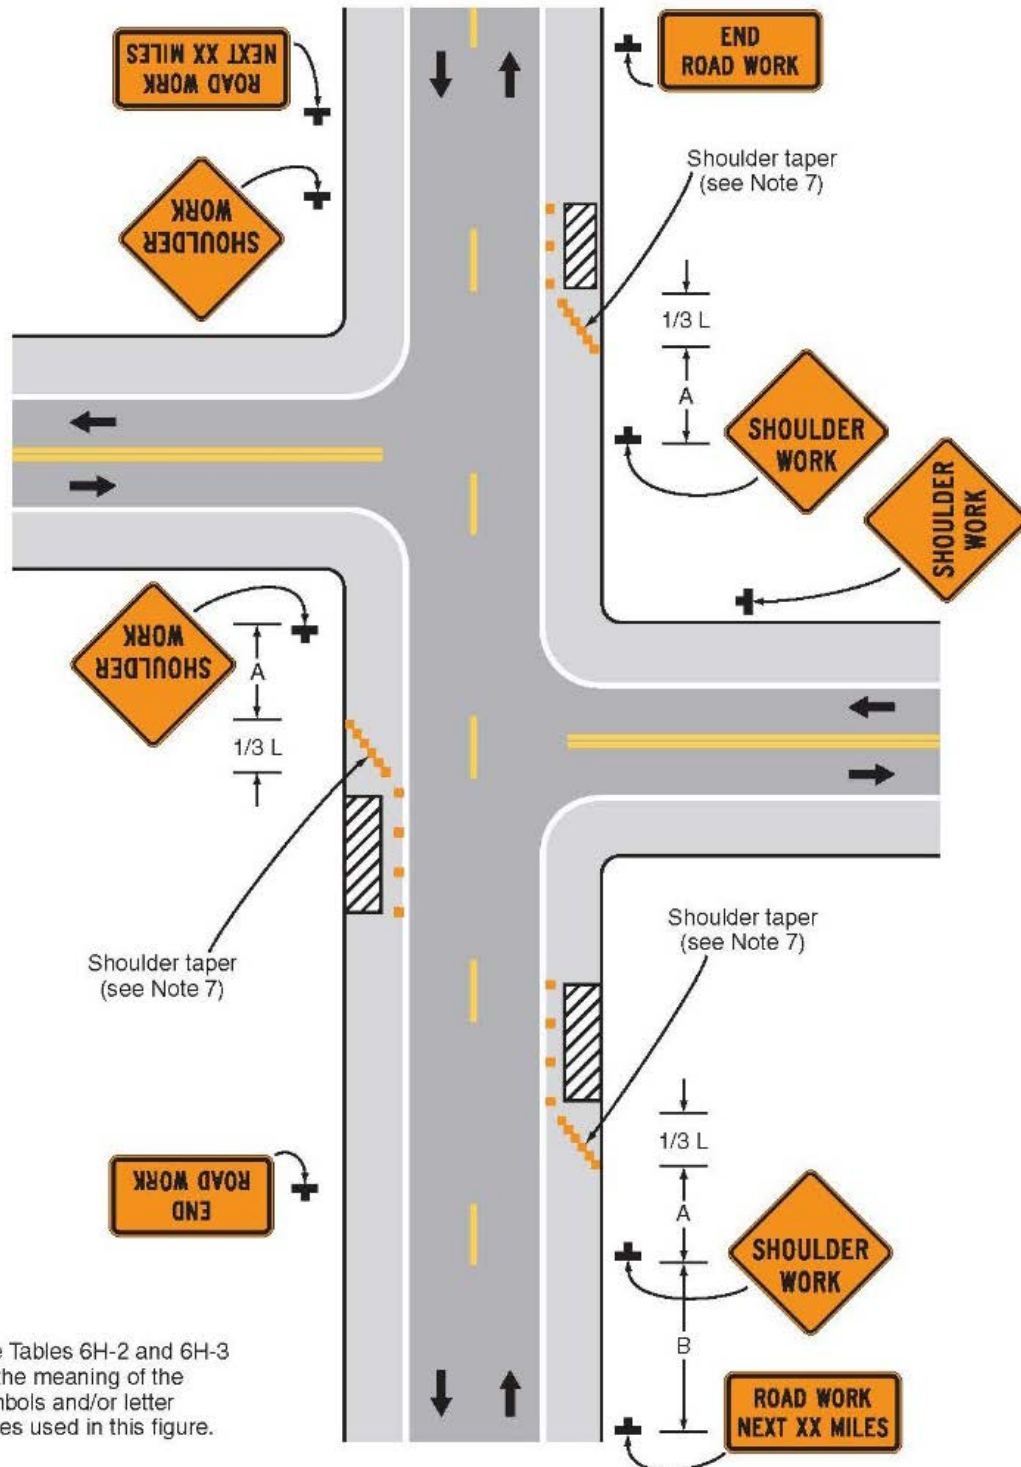 ROAD WORK
NEXT XX MILES
END
ROAD WORK
Shoulder taper
(see Note 7)
SHOULDER
WORK
1/3 L
A
SHOULDER
WORK
SHOULDER
WORK
SHOULDER
WORK
A
1/3 L
Shoulder taper
(see Note 7)
Shoulder taper
(see Note 7)
1/3 L
A
END
ROAD WORK
SHOULDER
WORK
B
Tables 6H-2 and 6H-3
the meaning of the
and/or letter
used in this figure.
ROAD WORK
NEXT XX MILES